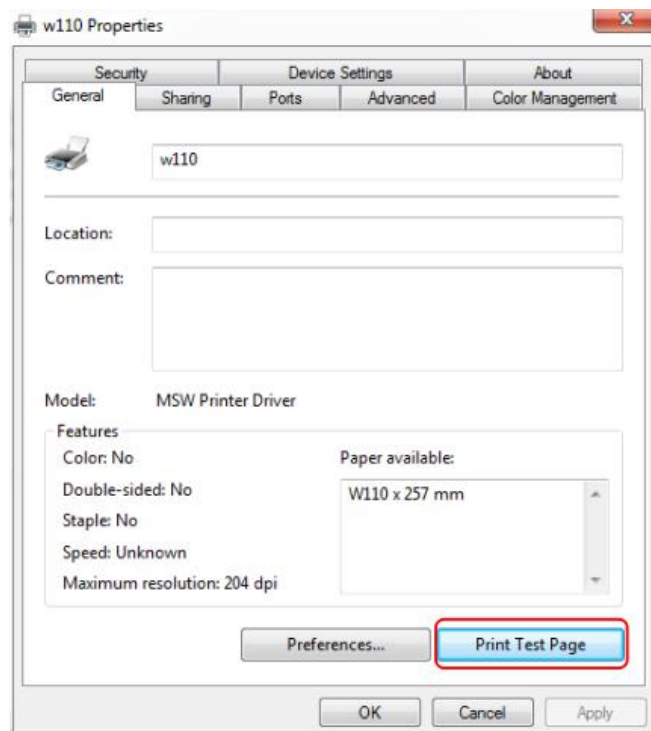 w110 Properties
Security Device Settings About
General Sharing Ports Advanced Color Management
w110
Location:
Comment:
Model: MSW Printer Driver
Features
Color: No Paper available:
Double-sided: No W110 x 257 mm
Staple: No
Speed: Unknown
Maximum resolution: 204 dpi
Preferences... Print Test Page
OK Cancel Apply